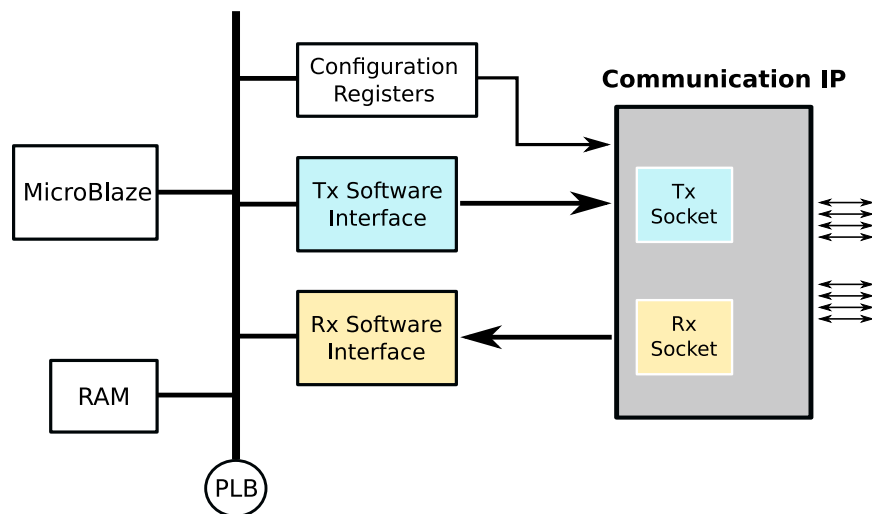 Configuration
Registers
Communication IP
MicroBlaze
Tx Software
Interface
Tx
Socket
Rx Software
Interface
Rx
Socket
RAM
PLB